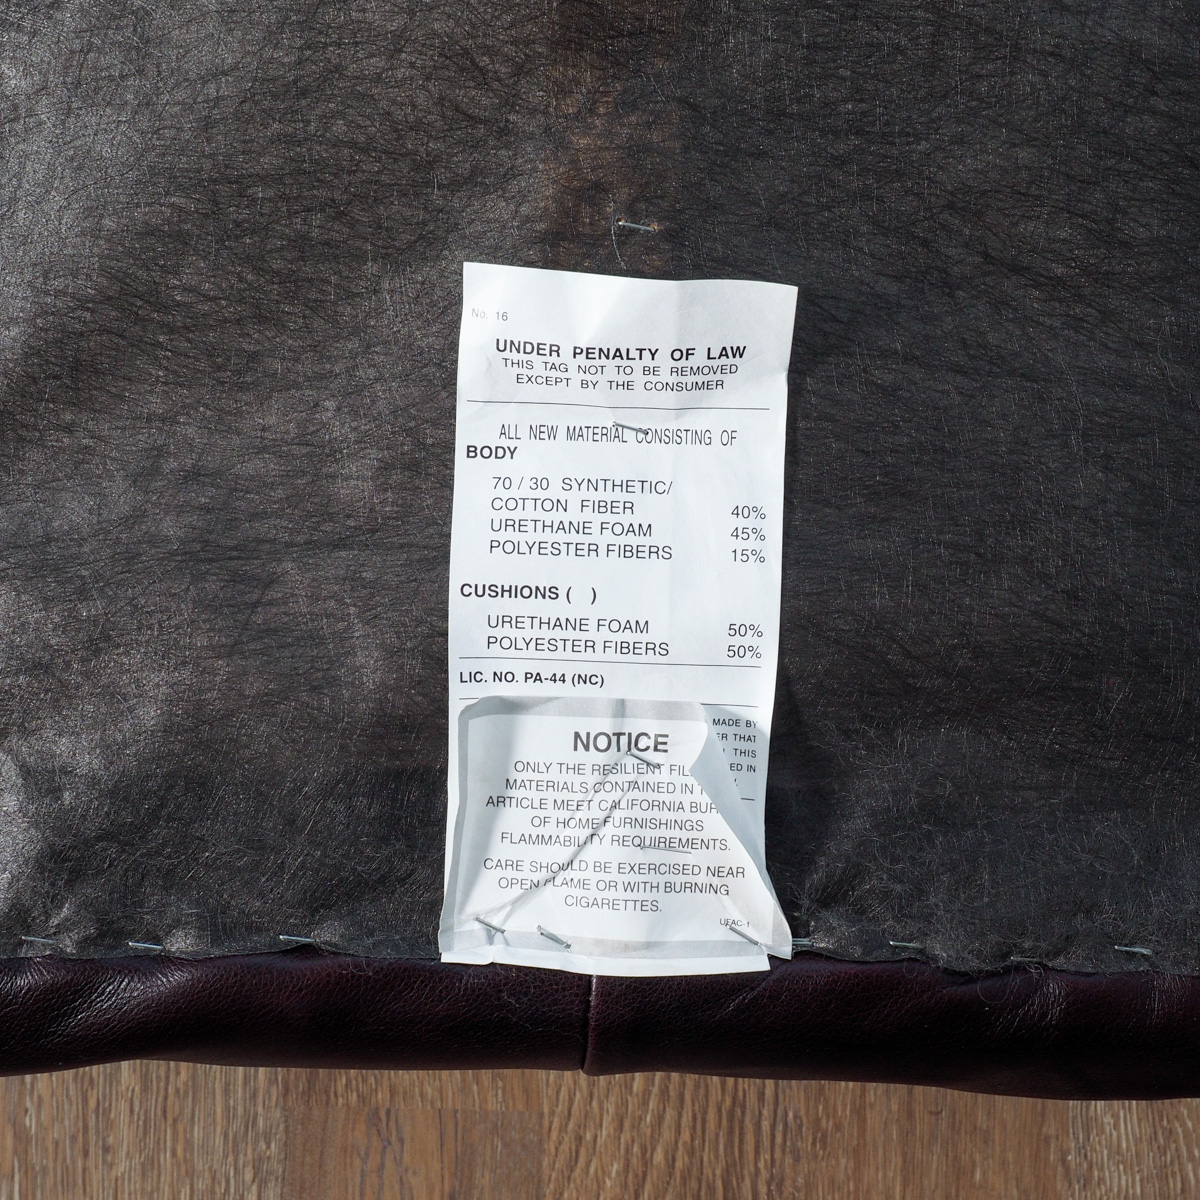 No. 16
UNDER PENALTY OF LAW
THIS TAG NOT TO BE REMOVED
EXCEPT BY THE CONSUMER
ALL NEW MATERIAL CONSISTING OF
BODY
70 / 30 SYNTHETIC/
COTTON FIBER 40%
URETHANE FOAM 45%
POLYESTER FIBERS 15%
CUSHIONS ( )
URETHANE FOAM 50%
POLYESTER FIBERS 50%
LIC. NO. PA-44 (NC)
MADE BY
THAT
THIS
IN
NOTICE
ONLY THE RESILIENT
MATERIALS CONTAINED IN
ARTICLE MEET CALIFORNIA
OF HOME FURNISHINGS
FLAMMABILITY REQUIREMENTS.
CARE SHOULD BE EXERCISED NEAR
OPEN FLAME OR WITH BURNING
CIGARETTES.
UFAC-1